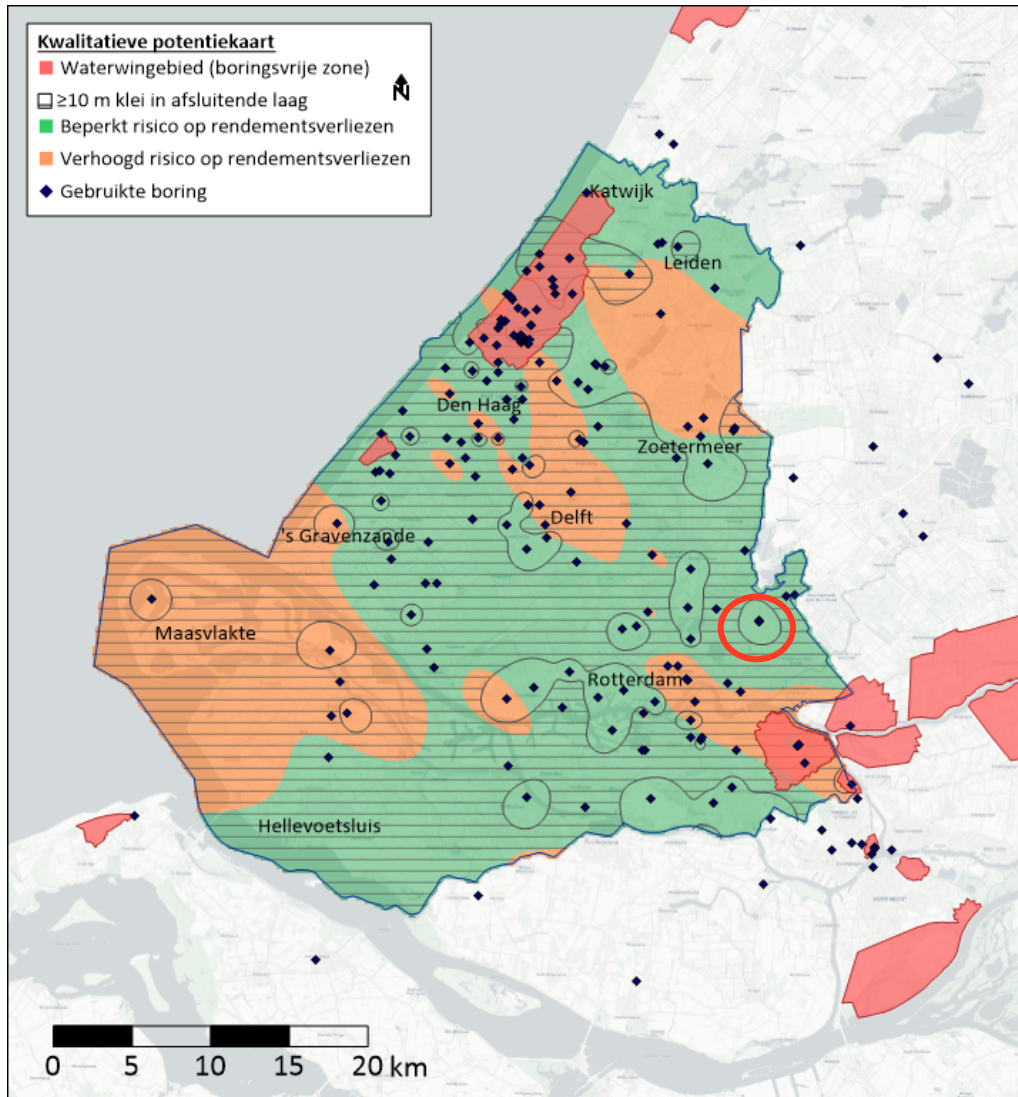 Kwalitatieve potentiekaart
Waterwingebied (boringsvrije zone)
≥10 m klei in afsluitende laag
N
Beperkt risico op rendementsverliezen
Verhoogd risico op rendementsverliezen
Gebruikte boring
Katwijk
Leiden
Den Haag
Zoetermeer
Delft
's Gravenzande
Maasvlakte
Rotterdam
Hellevoetsluis
0 5 10 15 20 km